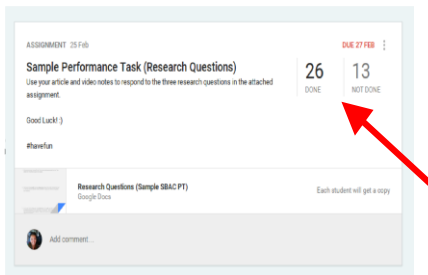 ASSIGNMENT 25 Feb
DUE 27 FEB
Sample Performance Task (Research Questions)
26
13
Use your article and video notes to respond to the three research questions in the attached
DONE
NOT DONE
assignment.
Good Luck! :)
#havefun
Research Questions (Sample SBAC PT)
Google Docs
Each student will get a copy
Add comment...